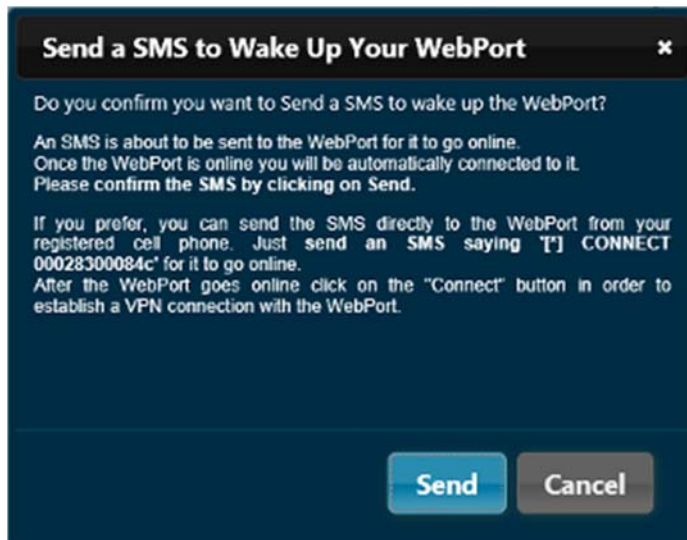 Send a SMS to Wake Up Your WebPort
Do you confirm you want to Send a SMS to wake up the WebPort?
An SMS is about to be sent to the WebPort for it to go online.
Once the WebPort is online you will be automatically connected to it.
Please confirm the SMS by clicking on Send.
If you prefer, you can send the SMS directly to the WebPort from your
registered cell phone. Just send an SMS saying '[*] CONNECT
00028300084c' for it to go online.
After the WebPort goes online click on the "Connect" button in order to
establish a VPN connection with the WebPort.
Send Cancel